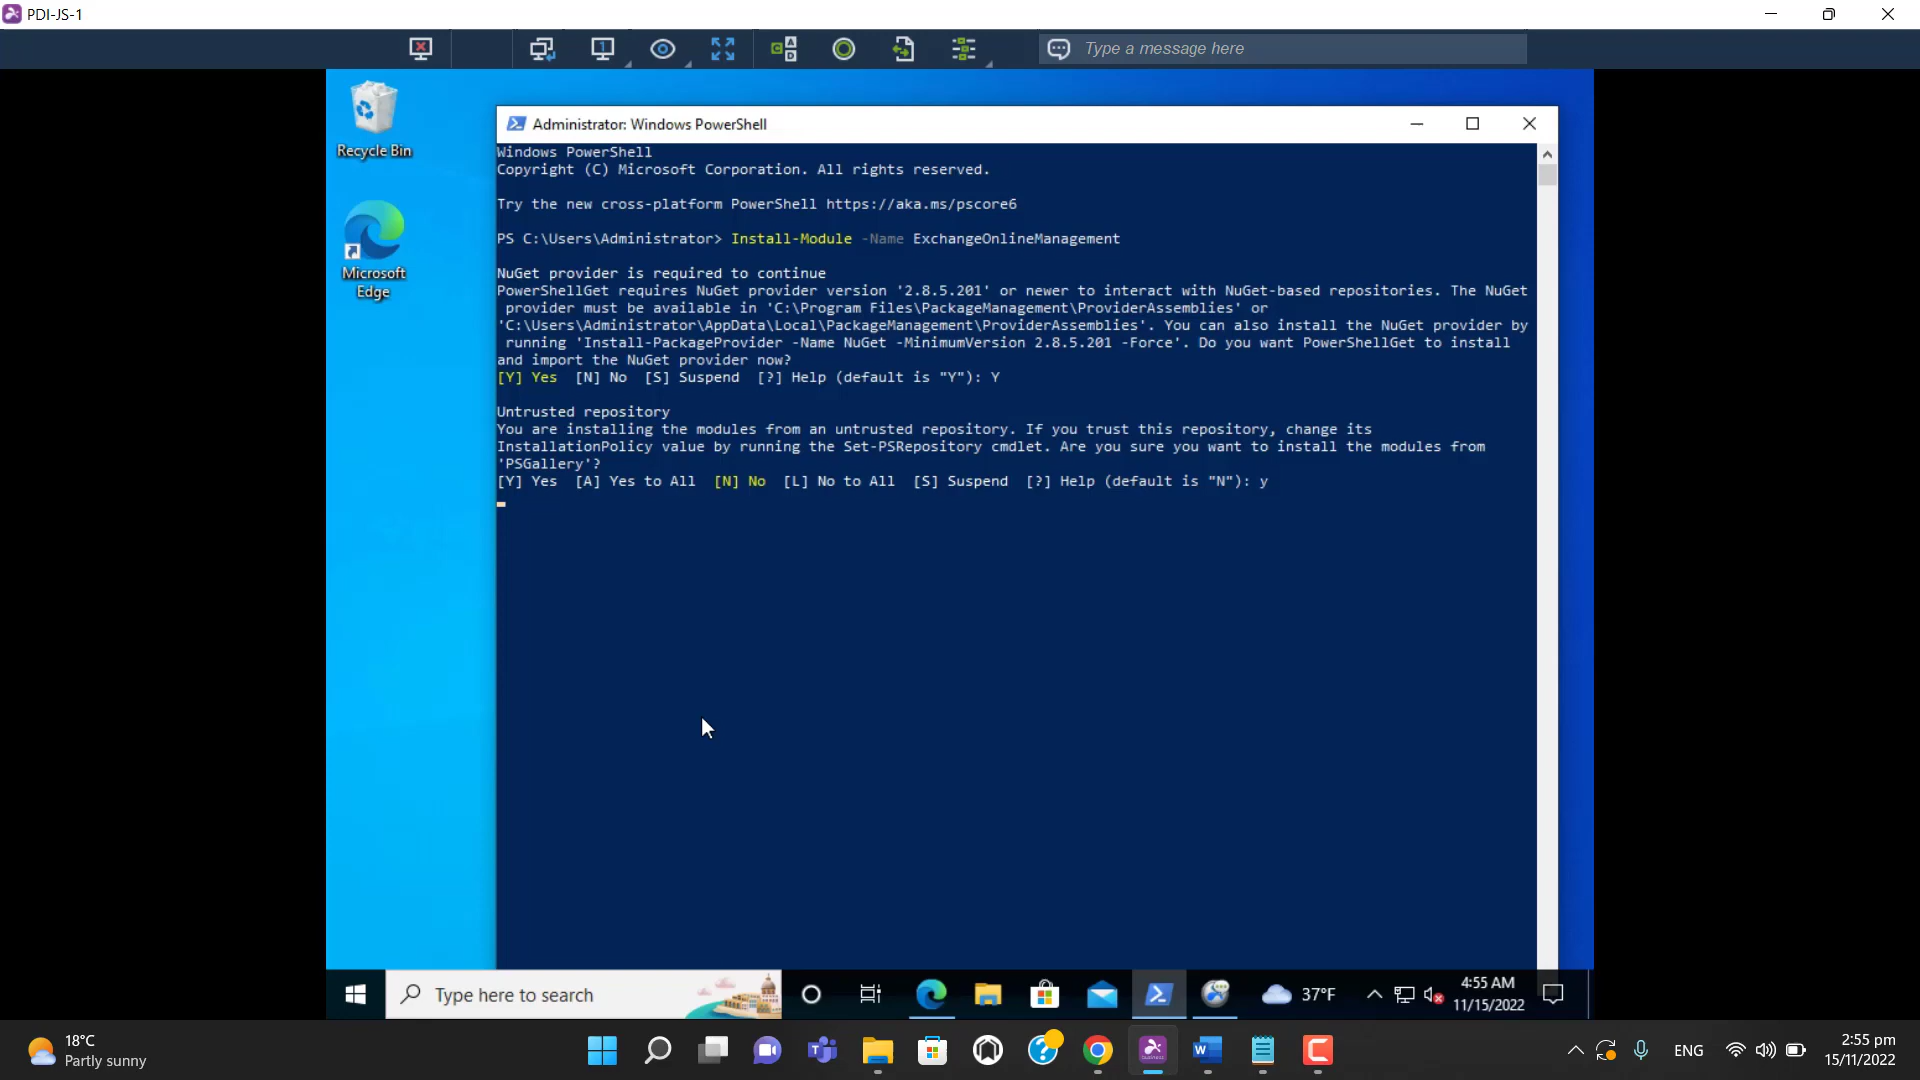 PDI-JS-1
Type a message here
Recycle Bin
Microsoft
Edge
Administrator: Windows PowerShell
Windows PowerShell
Copyright (C) Microsoft Corporation. All rights reserved.
Try the new cross-platform PowerShell https://aka.ms/pscore6
PS C:\Users\Administrator> Install-Module -Name ExchangeOnlineManagement
NuGet provider is required to continue
PowerShellGet requires NuGet provider version '2.8.5.201' or newer to interact with NuGet-based repositories. The NuGet
provider must be available in 'C:\Program Files\PackageManagement\ProviderAssemblies' or
'C:\Users\Administrator\AppData\Local\PackageManagement\ProviderAssemblies'. You can also install the NuGet provider by
running 'Install-PackageProvider -Name NuGet -MinimumVersion 2.8.5.201 -Force'. Do you want PowerShellGet to install
and import the NuGet provider now?
[Y] Yes  [N] No  [S] Suspend  [?] Help (default is "Y"): Y
Untrusted repository
You are installing the modules from an untrusted repository. If you trust this repository, change its
InstallationPolicy value by running the Set-PSRepository cmdlet. Are you sure you want to install the modules from
'PSGallery'?
[Y] Yes  [A] Yes to All  [N] No  [L] No to All  [S] Suspend  [?] Help (default is "N"): y
Type here to search
37°F
4:55 AM
11/15/2022
18°C
Partly sunny
ENG
2:55 pm
15/11/2022